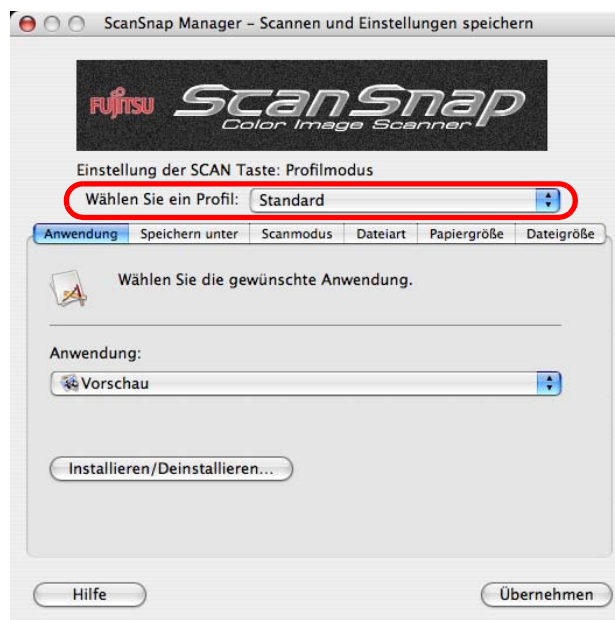 ScanSnap Manager – Scannen und Einstellungen speichern
FUJITSU ScanSnap
Color Image Scanner
Einstellung der SCAN Taste: Profilmodus
Wählen Sie ein Profil: Standard
Anwendung Speichern unter Scanmodus Dateiart Papiergröße Dateigröße
Wählen Sie die gewünschte Anwendung.
Anwendung:
Vorschau
Installieren/Deinstallieren...
Hilfe Übernehmen